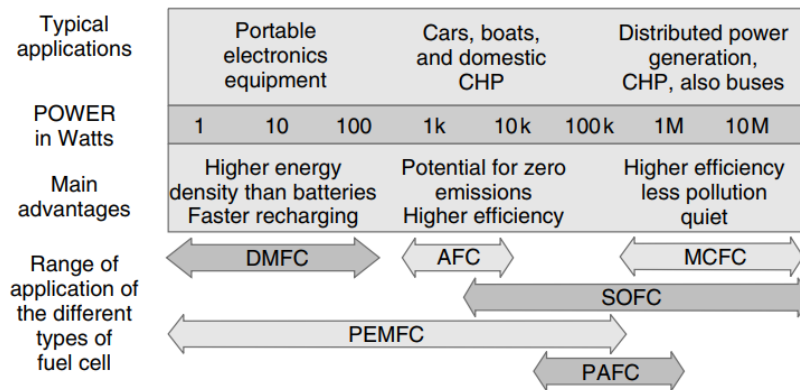 Typical
applications
Portable
electronics
equipment
Cars, boats,
and domestic
CHP
Distributed power
generation,
CHP, also buses
POWER
in Watts
1 10 100 1k 10k 100k 1M 10M
Main
advantages
Higher energy
density than batteries
Faster recharging
Potential for zero
emissions
Higher efficiency
Higher efficiency
less pollution
quiet
Range of
application of
the different
types of
fuel cell
DMFC
AFC
MCFC
SOFC
PEMFC
PAFC